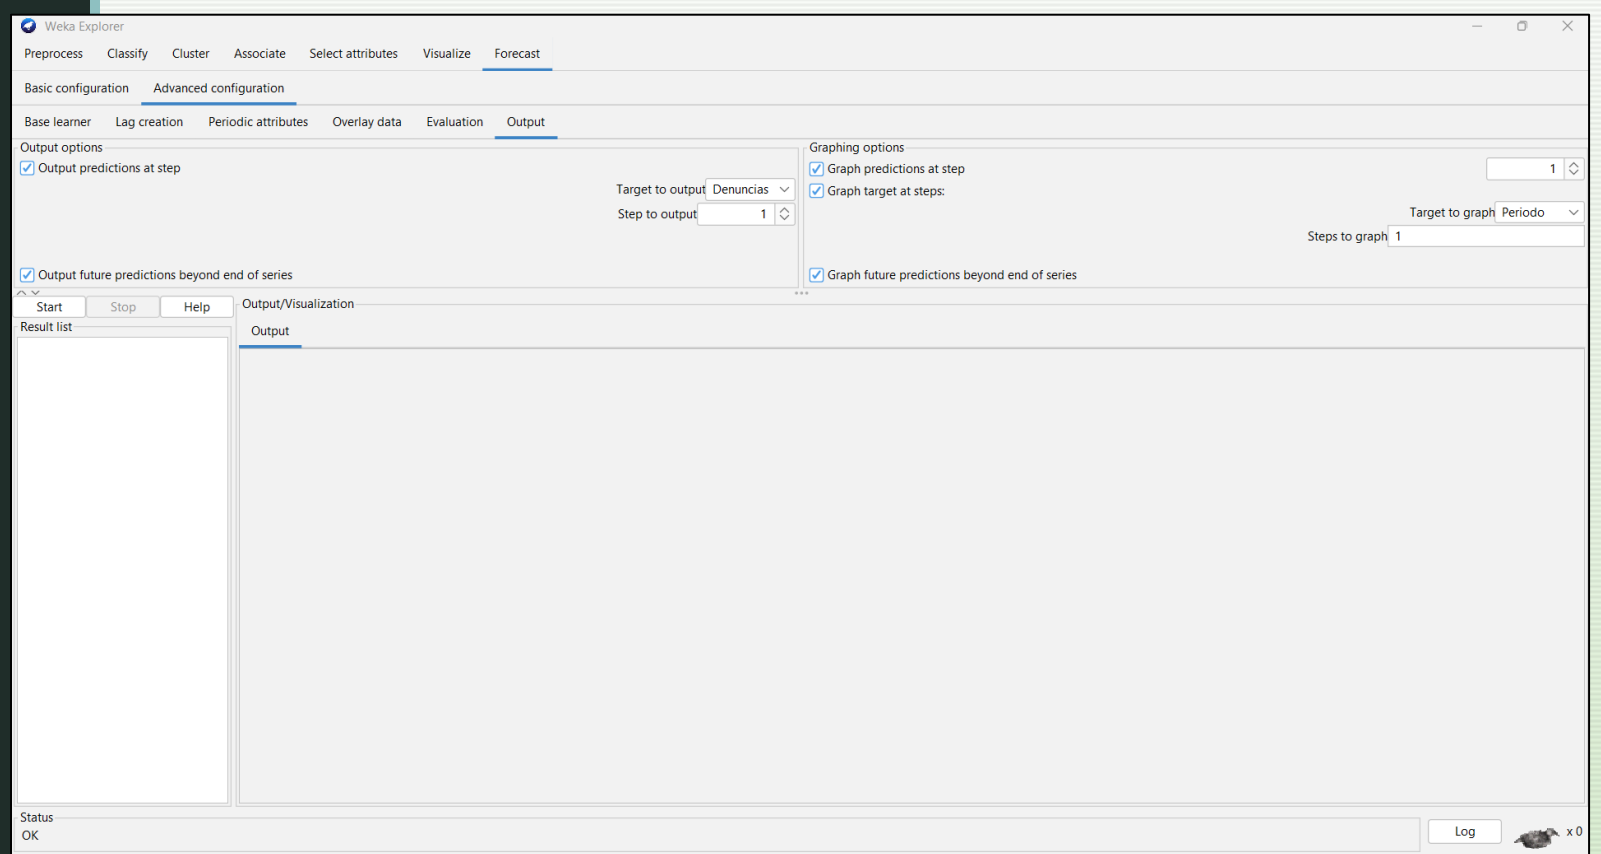 Weka Explorer
Preprocess Classify Cluster Associate Select attributes Visualize Forecast
Basic configuration Advanced configuration
Base learner Lag creation Periodic attributes Overlay data Evaluation Output
Output options
Output predictions at step
Target to output Denuncias
Step to output 1
Output future predictions beyond end of series
Graphing options
Graph predictions at step 1
Graph target at steps:
Target to graph Periodo
Steps to graph 1
Graph future predictions beyond end of series
Start Stop Help
Result list
Output/Visualization
Output
Status
OK
Log x 0